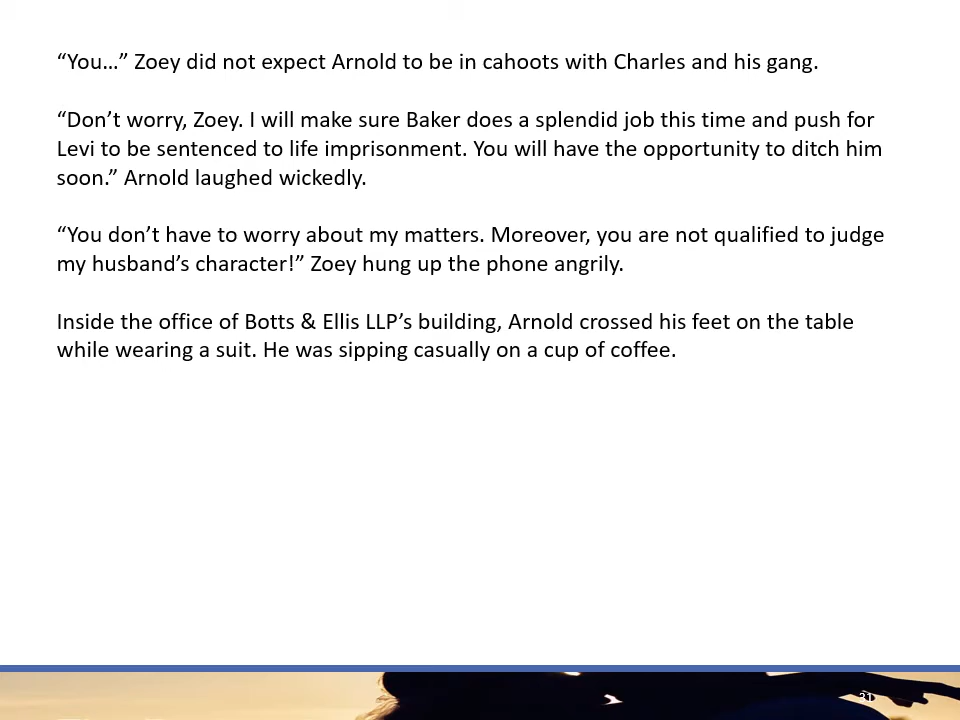 “You…” Zoey did not expect Arnold to be in cahoots with Charles and his gang.
“Don’t worry, Zoey. I will make sure Baker does a splendid job this time and push for
Levi to be sentenced to life imprisonment. You will have the opportunity to ditch him
soon.” Arnold laughed wickedly.
“You don’t have to worry about my matters. Moreover, you are not qualified to judge
my husband’s character!” Zoey hung up the phone angrily.
Inside the office of Botts & Ellis LLP’s building, Arnold crossed his feet on the table
while wearing a suit. He was sipping casually on a cup of coffee.
31